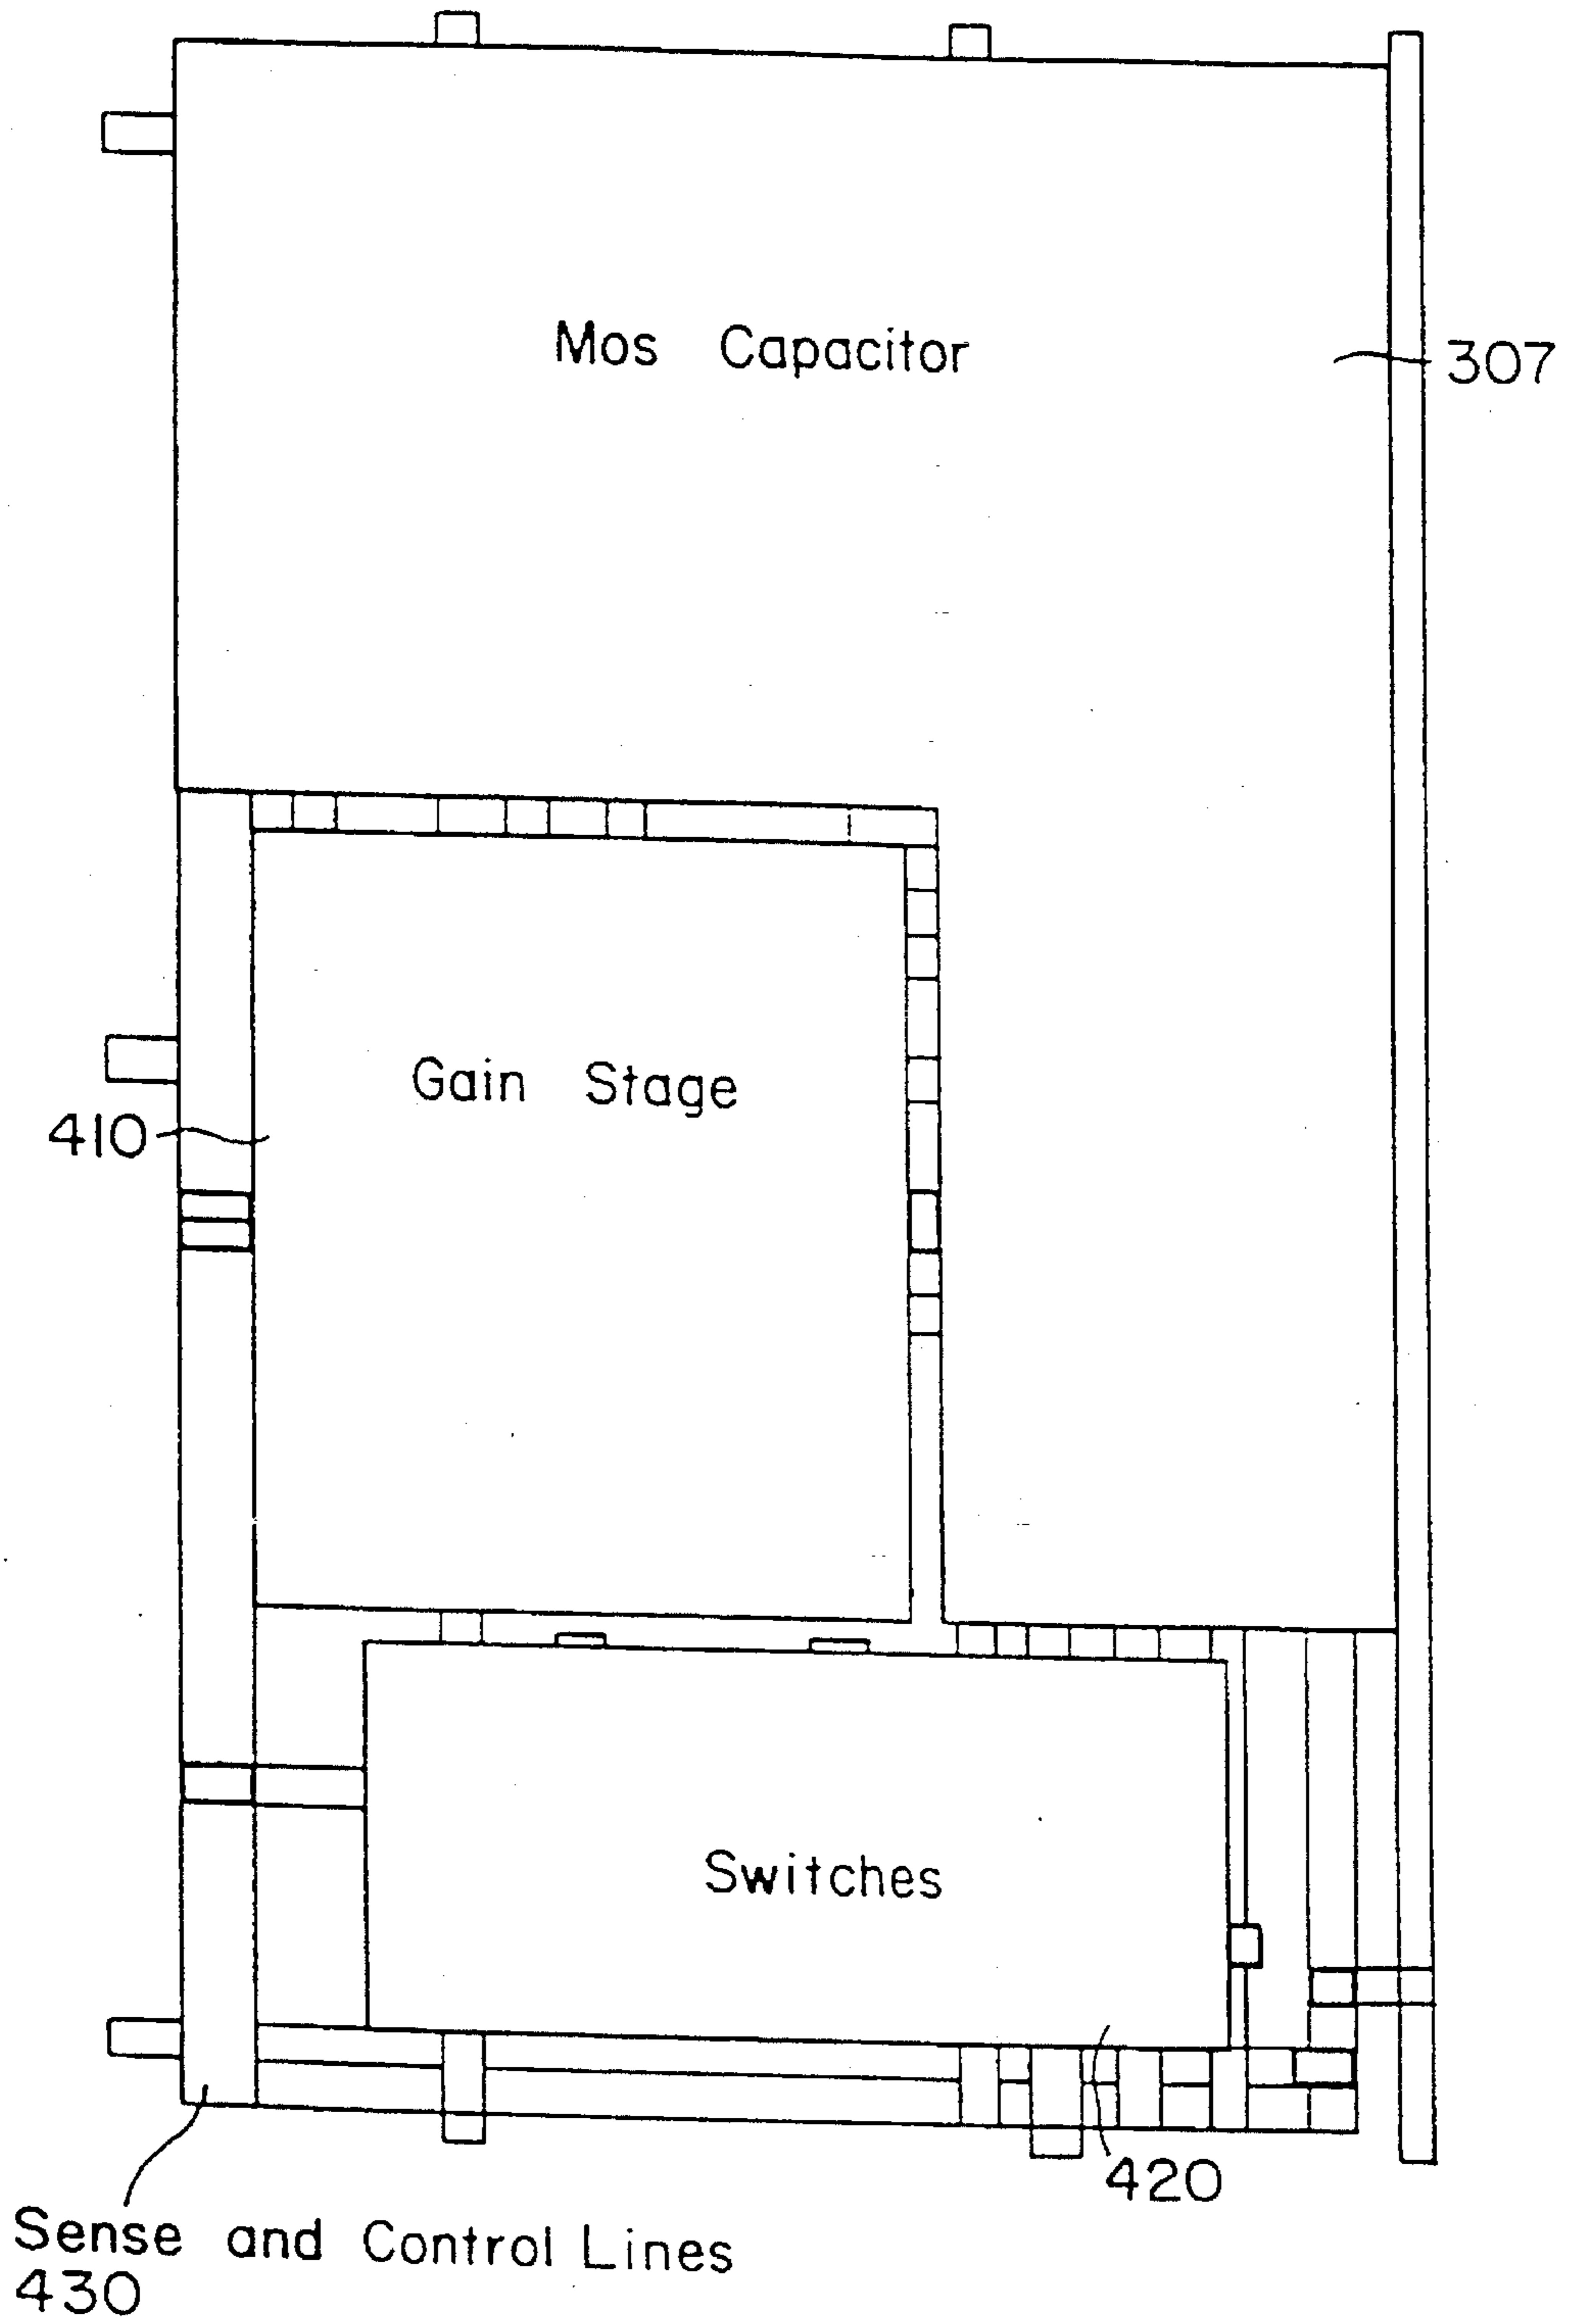 Mos Capacitor
307
Gain Stage
410
Switches
420
Sense and Control Lines
430